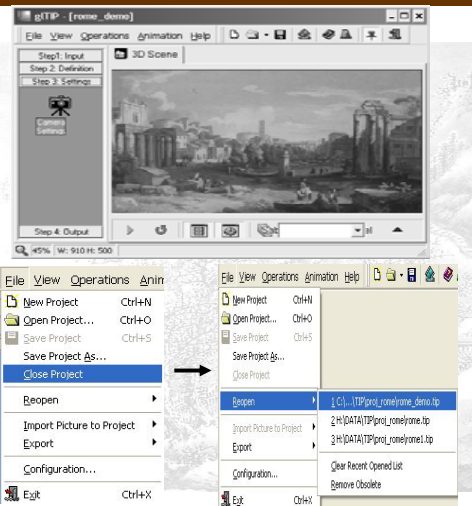 glTIP - [rome_demo]
File View Operations Animation Help
Step1: Input
Step 2: Definition
Step 3: Settings
3D Scene
Camera
Settings
Step 4: Output
45% W: 910 H: 500
File View Operations Anim
New Project Ctrl+N
Open Project... Ctrl+O
Save Project Ctrl+S
Save Project As...
Close Project
Reopen
Import Picture to Project
Export
Configuration...
Exit Ctrl+X
File View Operations Animation Help
New Project Ctrl+N
Open Project... Ctrl+O
Save Project Ctrl+S
Save Project As...
Close Project
Reopen
Import Picture to Project
Export
Configuration...
Exit Ctrl+X
1 C:\...\TIP\proj_rome\rome_demo.tip
2 H:\DATA\TIP\proj_rome\rome.tip
3 H:\DATA\TIP\proj_rome\rome1.tip
Clear Recent Opened List
Remove Obsolete